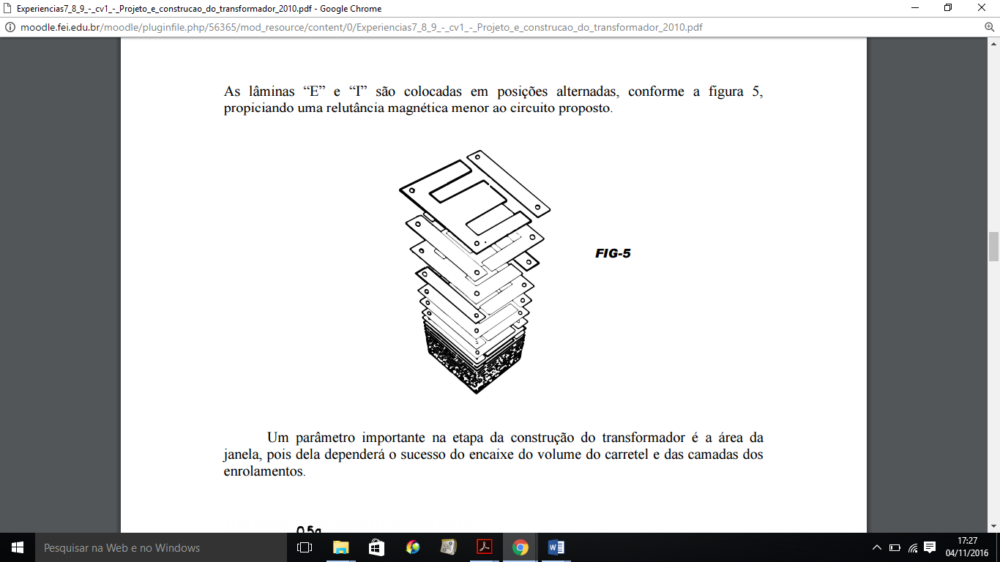 Experiencias7_8_9_-_cv1_-_Projeto_e_construcao_do_transformador_2010.pdf - Google Chrome
moodle.fei.edu.br/moodle/pluginfile.php/56365/mod_resource/content/0/Experiencias7_8_9_-_cv1_-_Projeto_e_construcao_do_transformador_2010.pdf
As lâminas “E” e “I” são colocadas em posições alternadas, conforme a figura 5,
propiciando uma relutância magnética menor ao circuito proposto.
FIG-5
Um parâmetro importante na etapa da construção do transformador é a área da
janela, pois dela dependerá o sucesso do encaixe do volume do carretel e das camadas dos
enrolamentos.
Pesquisar na Web e no Windows
17:27
04/11/2016